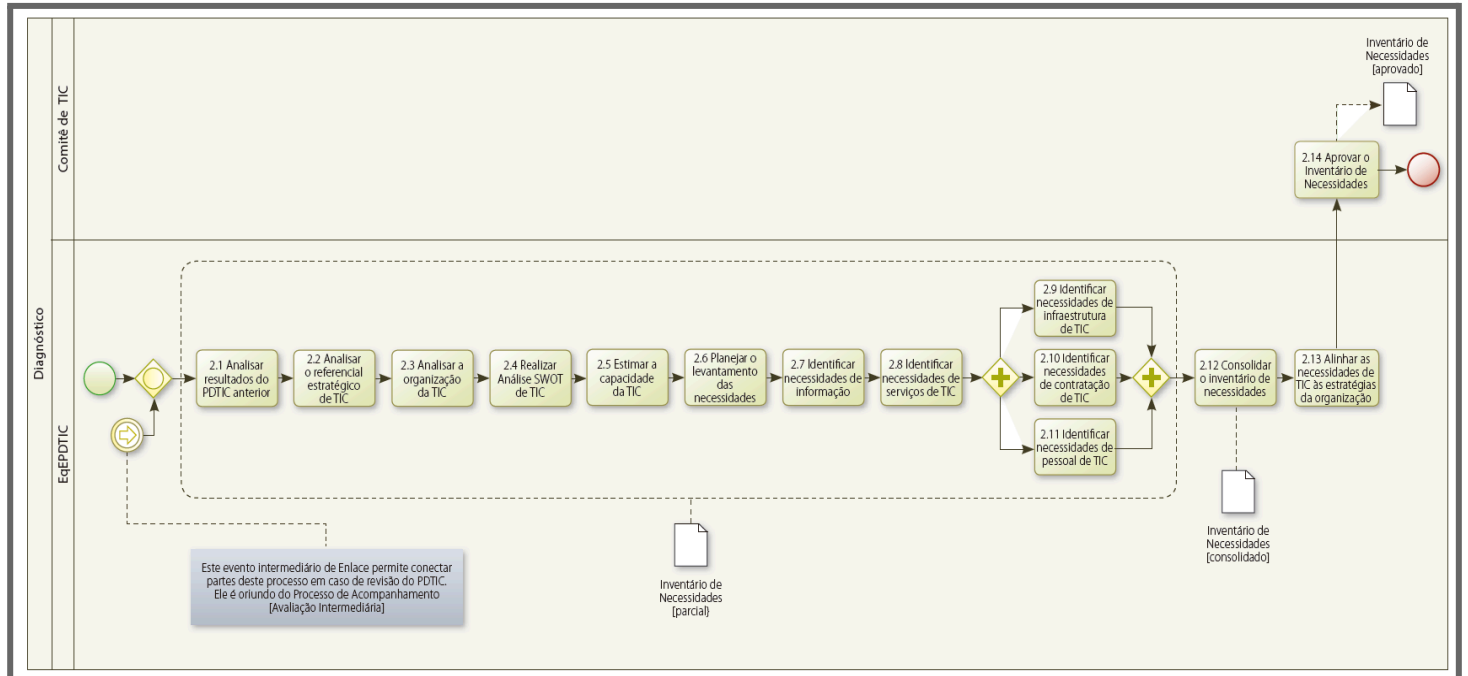 Diagnóstico
Comitê de TIC
Inventário de
Necessidades
[aprovado]
2.14 Aprovar o
Inventário de
Necessidades
EqEPDTIC
2.1 Analisar
resultados do
PDTIC anterior
2.2 Analisar
o referencial
estratégico
de TIC
2.3 Analisar a
organização
da TIC
2.4 Realizar
Análise SWOT
de TIC
2.5 Estimar a
capacidade
da TIC
2.6 Planejar o
levantamento
das
necessidades
2.7 Identificar
necessidades
de informação
2.8 Identificar
necessidades
de serviços de TIC
2.9 Identificar
necessidades de
infraestrutura
de TIC
2.10 Identificar
necessidades
de contratação
de TIC
2.11 Identificar
necessidades de
pessoal de TIC
2.12 Consolidar
o inventário de
necessidades
2.13 Alinhar as
necessidades de
TIC às estratégias
da organização
Este evento intermediário de Enlace permite conectar
partes deste processo em caso de revisão do PDTIC.
Ele é oriundo do Processo de Acompanhamento
[Avaliação Intermediária]
Inventário de
Necessidades
[parcial}
Inventário de
Necessidades
[consolidado]